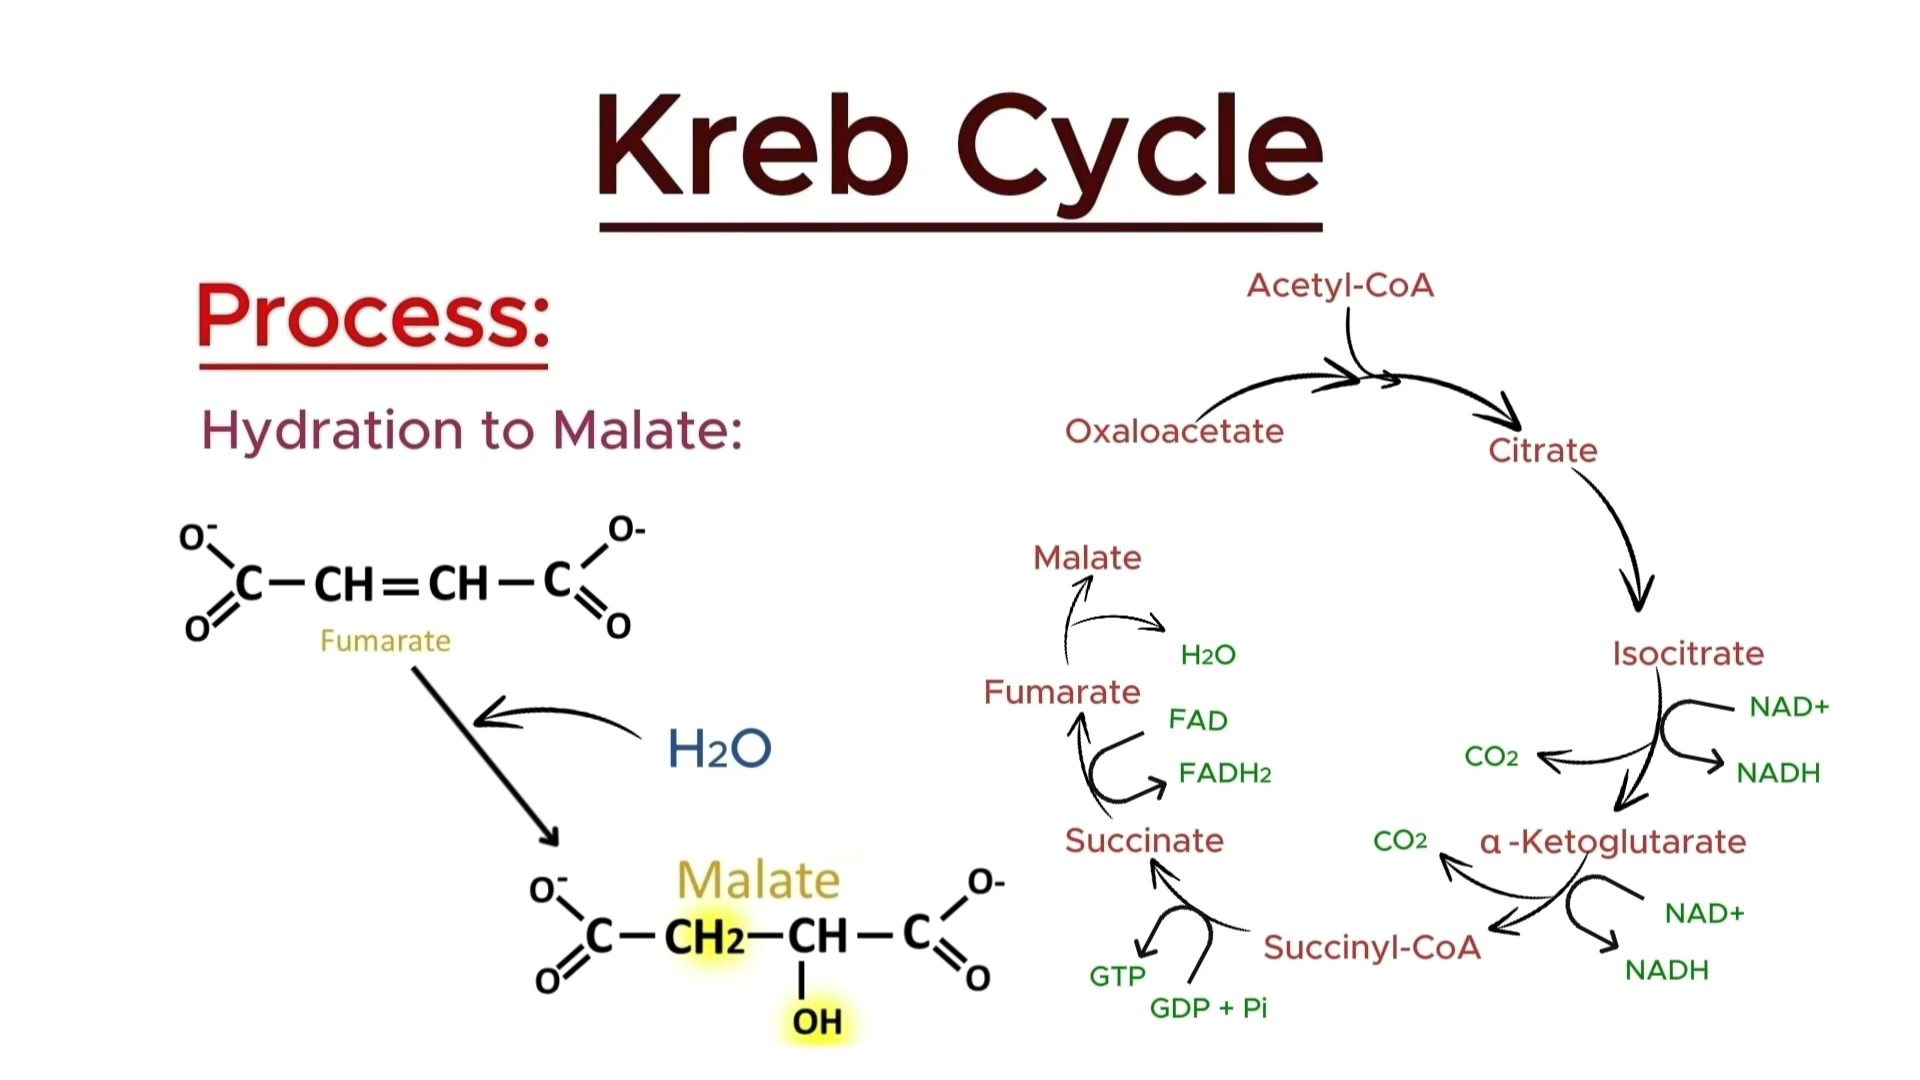 Kreb Cycle
Process:
Hydration to Malate:
O-
O-
C-CH=CH-C
O
O
Fumarate
H2O
Malate
O-
O-
C-CH2-CH-C
O
O
OH
Acetyl-CoA
Oxaloacetate
Citrate
Malate
H2O
Isocitrate
Fumarate
NAD+
FAD
CO2
FADH2
NADH
Succinate
CO2
α-Ketoglutarate
NAD+
Succinyl-CoA
GTP
NADH
GDP + Pi